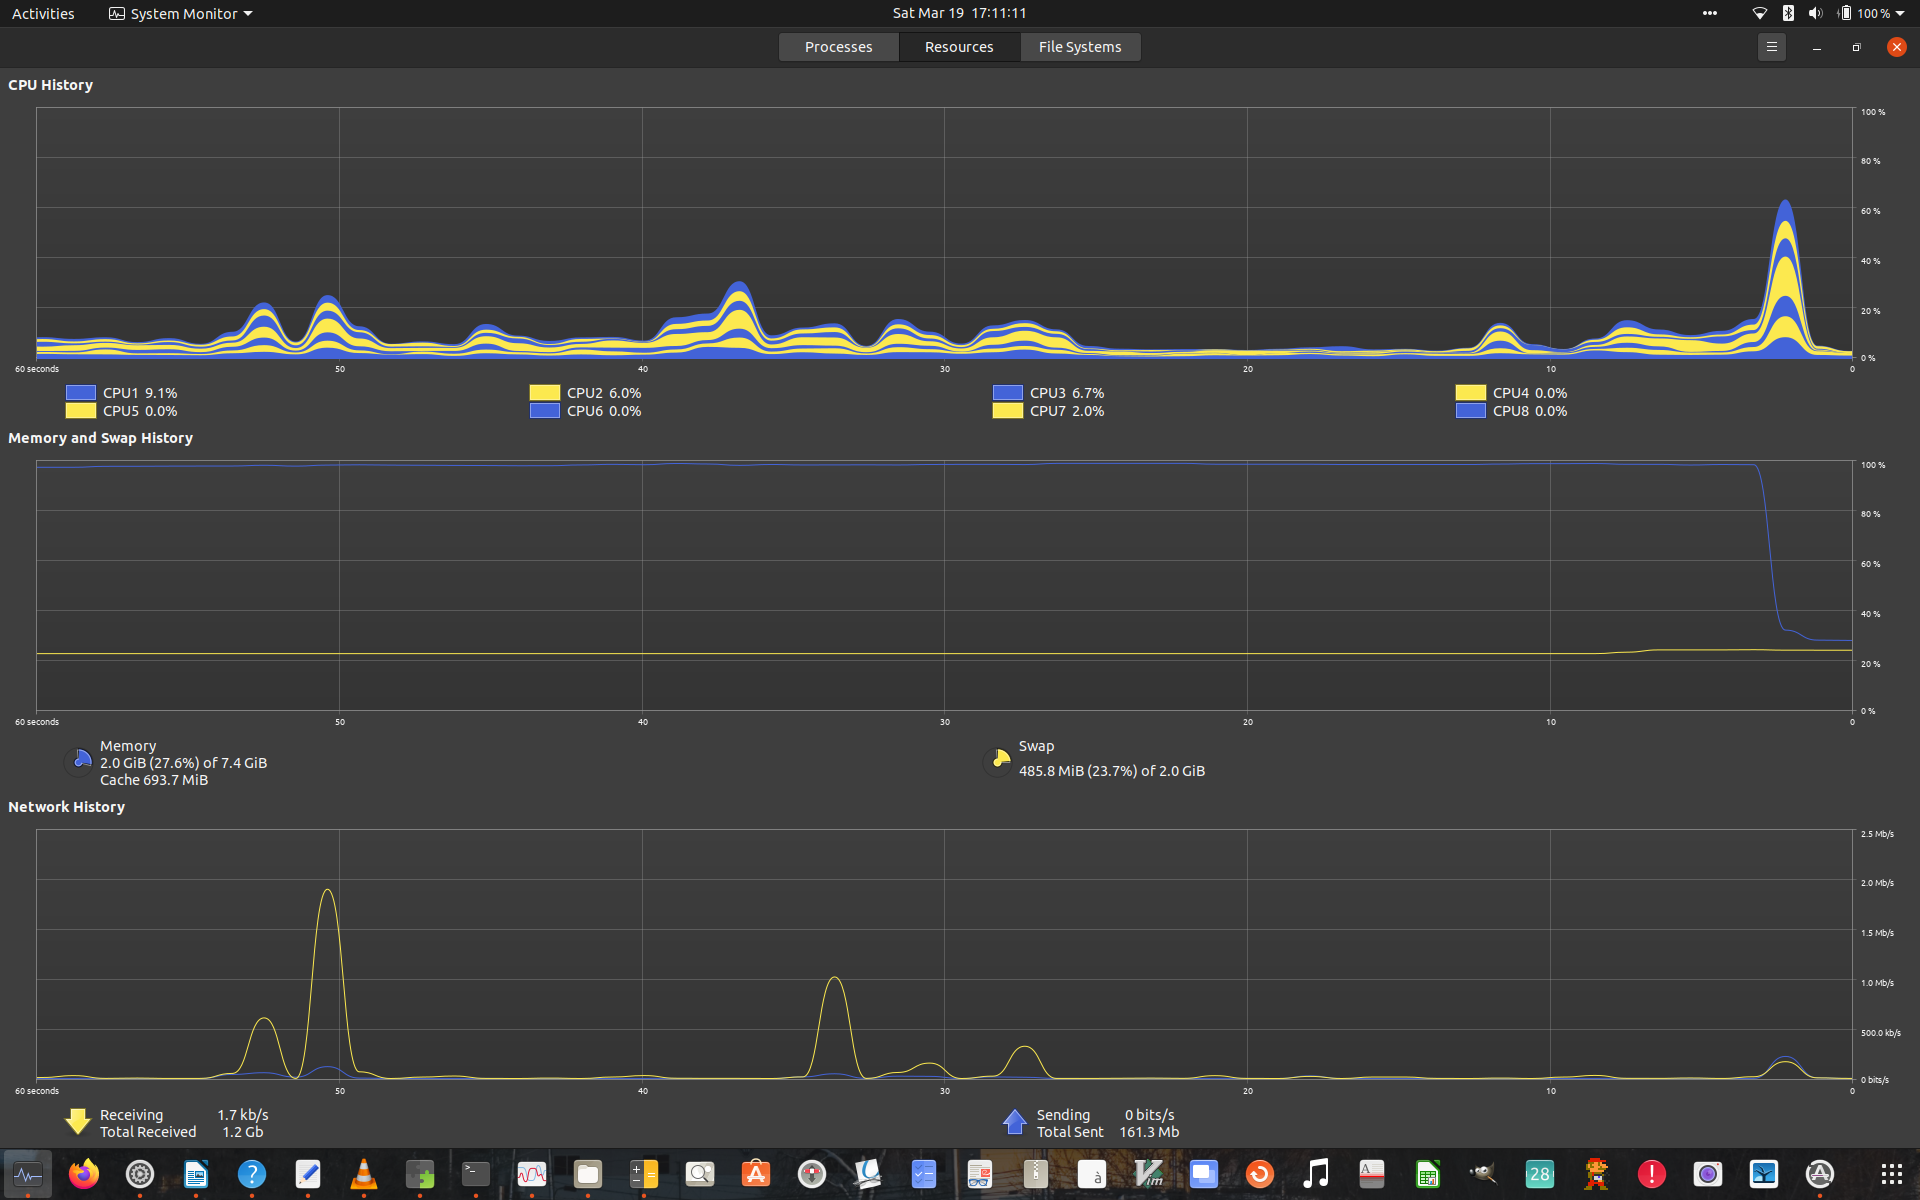 Activities System Monitor Sat Mar 19 17:11:11 100 %
Processes Resources File Systems
CPU History
100 %
80 %
60 %
40 %
20 %
0 %
60 seconds 50 40 30 20 10 0
CPU1 9.1% CPU2 6.0% CPU3 6.7% CPU4 0.0%
CPU5 0.0% CPU6 0.0% CPU7 2.0% CPU8 0.0%
Memory and Swap History
100 %
80 %
60 %
40 %
20 %
0 %
60 seconds 50 40 30 20 10 0
Memory
2.0 GiB (27.6%) of 7.4 GiB
Cache 693.7 MiB
Swap
485.8 MiB (23.7%) of 2.0 GiB
Network History
2.5 Mb/s
2.0 Mb/s
1.5 Mb/s
1.0 Mb/s
500.0 kb/s
0 bits/s
60 seconds 50 40 30 20 10 0
Receiving 1.7 kb/s
Total Received 1.2 Gb
Sending 0 bits/s
Total Sent 161.3 Mb
? >_ A à Vim A 28 !